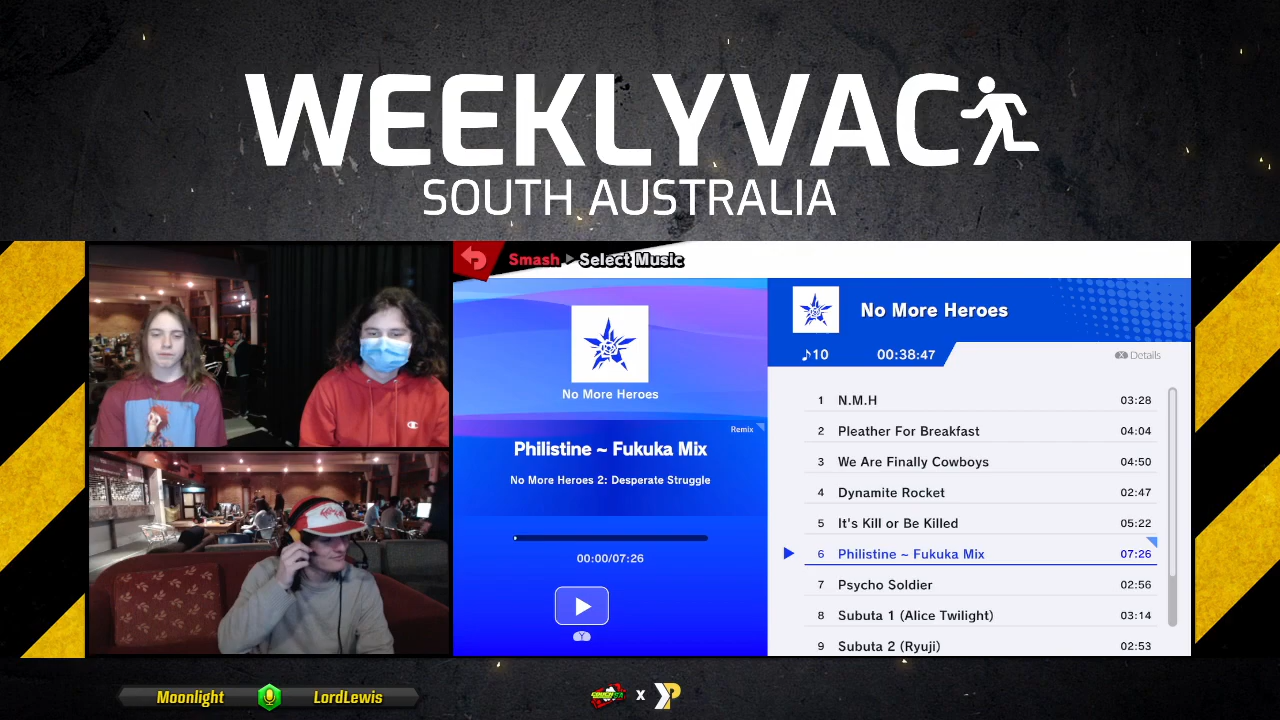 WEEKLYVAC
SOUTH AUSTRALIA
Smash ▶ Select Music
No More Heroes
Remix
Philistine ~ Fukuka Mix
No More Heroes 2: Desperate Struggle
00:00/07:26
Y
No More Heroes
♪10 00:38:47
X Details
1 N.M.H 03:28
2 Pleather For Breakfast 04:04
3 We Are Finally Cowboys 04:50
4 Dynamite Rocket 02:47
5 It's Kill or Be Killed 05:22
6 Philistine ~ Fukuka Mix 07:26
7 Psycho Soldier 02:56
8 Subuta 1 (Alice Twilight) 03:14
9 Subuta 2 (Ryuji) 02:53
Moonlight LordLewis
X